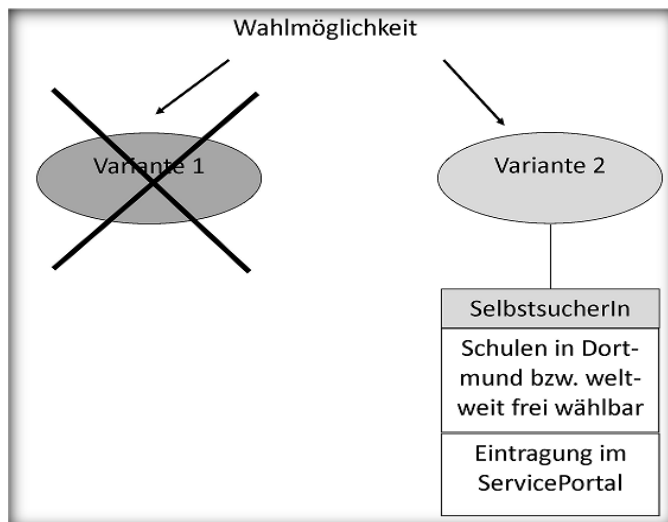 Wahlmöglichkeit
Variante 1
Variante 2
SelbstsucherIn
Schulen in Dort-
mund bzw. welt-
weit frei wählbar
Eintragung im
ServicePortal